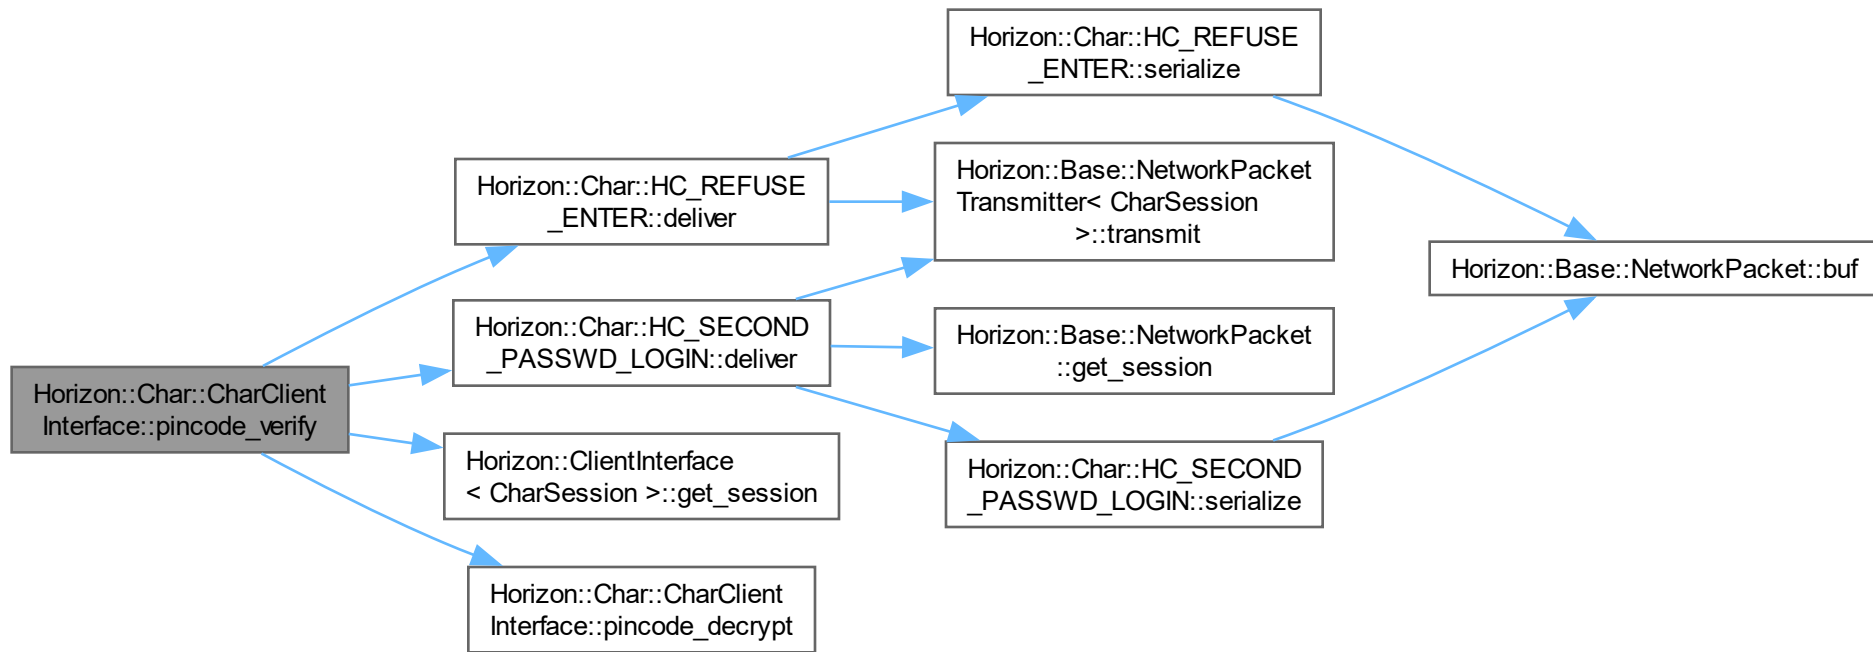 Horizon::Char::HC_REFUSE
_ENTER::serialize
Horizon::Char::HC_REFUSE
_ENTER::deliver
Horizon::Base::NetworkPacket
Transmitter< CharSession
>::transmit
Horizon::Base::NetworkPacket::buf
Horizon::Char::HC_SECOND
_PASSWD_LOGIN::deliver
Horizon::Base::NetworkPacket
::get_session
Horizon::Char::CharClient
Interface::pincode_verify
Horizon::ClientInterface
< CharSession >::get_session
Horizon::Char::HC_SECOND
_PASSWD_LOGIN::serialize
Horizon::Char::CharClient
Interface::pincode_decrypt